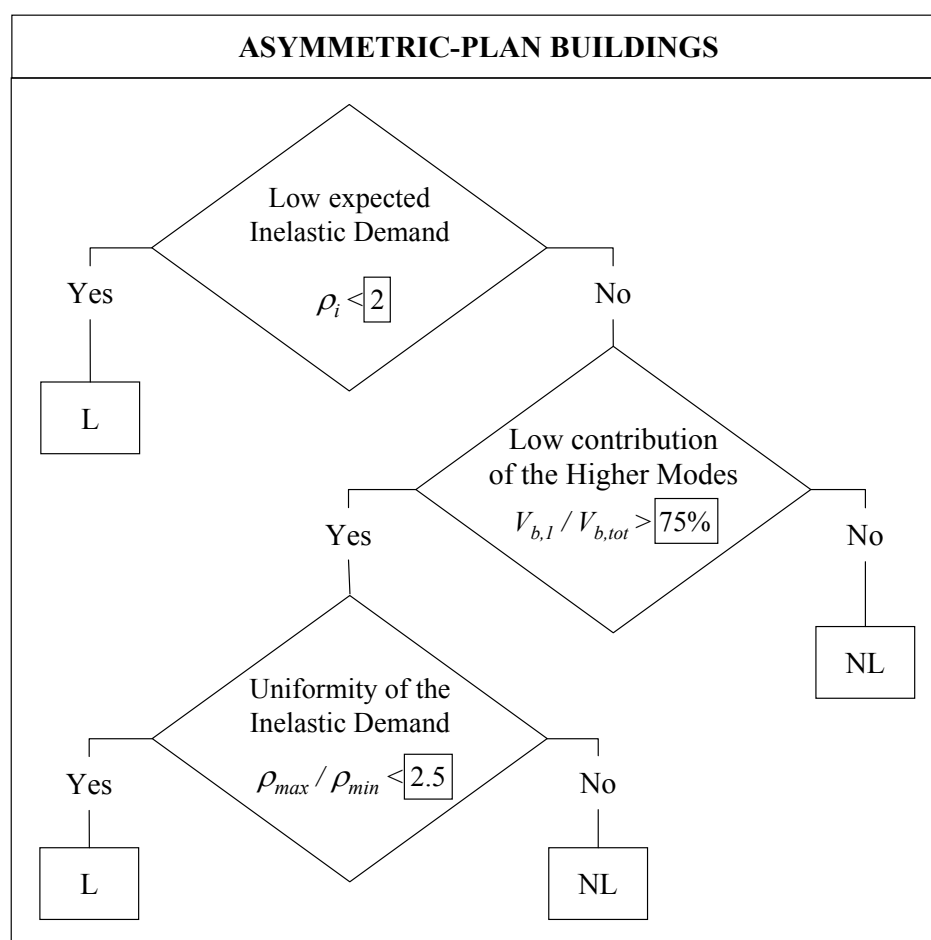 ASYMMETRIC-PLAN BUILDINGS
Low expected
Inelastic Demand
ρi < 2
Yes
No
L
Low contribution
of the Higher Modes
Vb,1 / Vb,tot > 75%
Yes
No
NL
Uniformity of the
Inelastic Demand
ρmax / ρmin < 2.5
Yes
No
L
NL